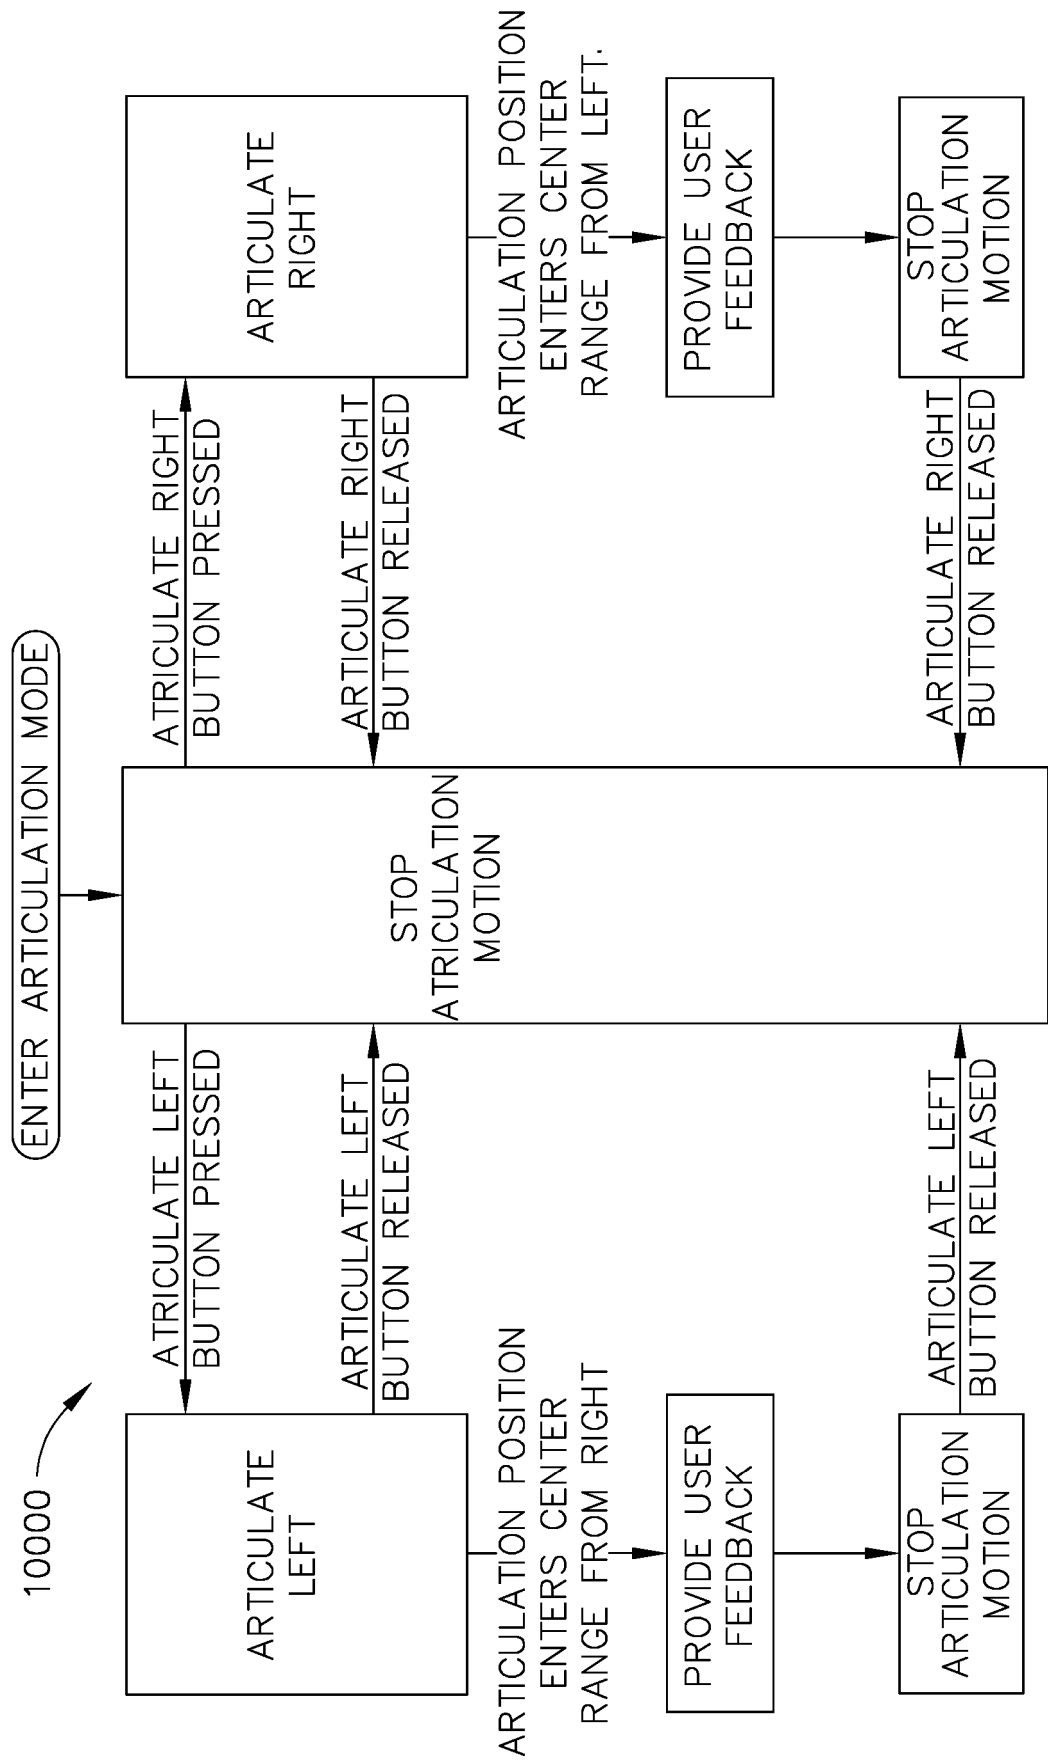 10000
ENTER ARTICULATION MODE
ATRICULATE LEFT
BUTTON PRESSED
ATRICULATE RIGHT
BUTTON PRESSED
ARTICULATE
LEFT
ARTICULATE LEFT
BUTTON RELEASED
STOP
ATRICULATION
MOTION
ARTICULATE RIGHT
BUTTON RELEASED
ARTICULATE
RIGHT
ARTICULATION POSITION
ENTERS CENTER
RANGE FROM RIGHT
ARTICULATION POSITION
ENTERS CENTER
RANGE FROM LEFT.
PROVIDE USER
FEEDBACK
PROVIDE USER
FEEDBACK
STOP
ARTICULATION
MOTION
ARTICULATE LEFT
BUTTON RELEASED
ARTICULATE RIGHT
BUTTON RELEASED
STOP
ARTICULATION
MOTION